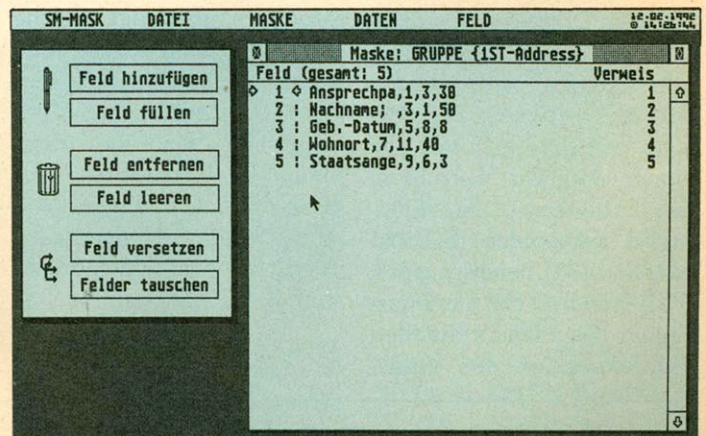 SM-MASK DATEI MASKE DATEN FELD 12-02-1992
© 14:26:44
Feld hinzufügen
Feld füllen
Feld entfernen
Feld leeren
Feld versetzen
Felder tauschen
Maske: GRUPPE {1ST-Address}
Feld (gesamt: 5) Verweis
1 Ansprechpa,1,3,30 1
2 : Nachname; ,3,1,50 2
3 : Geb.-Datum,5,8,8 3
4 : Wohnort,7,11,40 4
5 : Staatsange,9,6,3 5